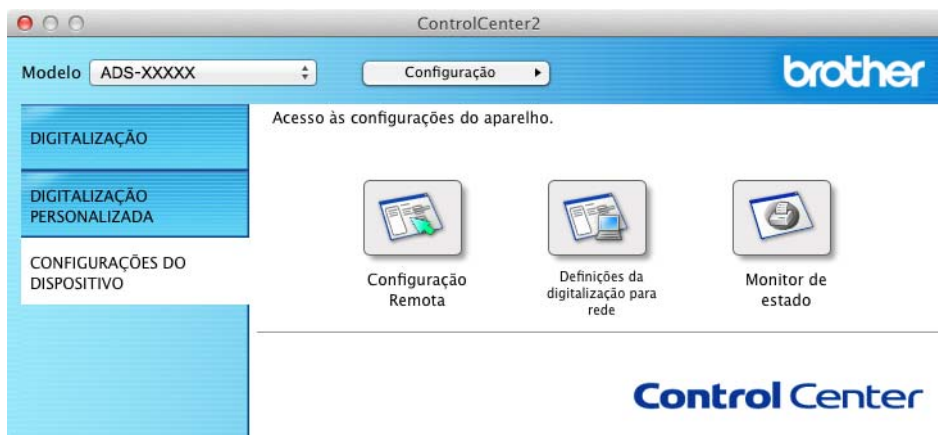 ControlCenter2
Modelo ADS-XXXXX Configuração brother
Acesso às configurações do aparelho.
DIGITALIZAÇÃO
DIGITALIZAÇÃO
PERSONALIZADA
CONFIGURAÇÕES DO
DISPOSITIVO
Configuração
Remota
Definições da
digitalização para
rede
Monitor de
estado
Control Center